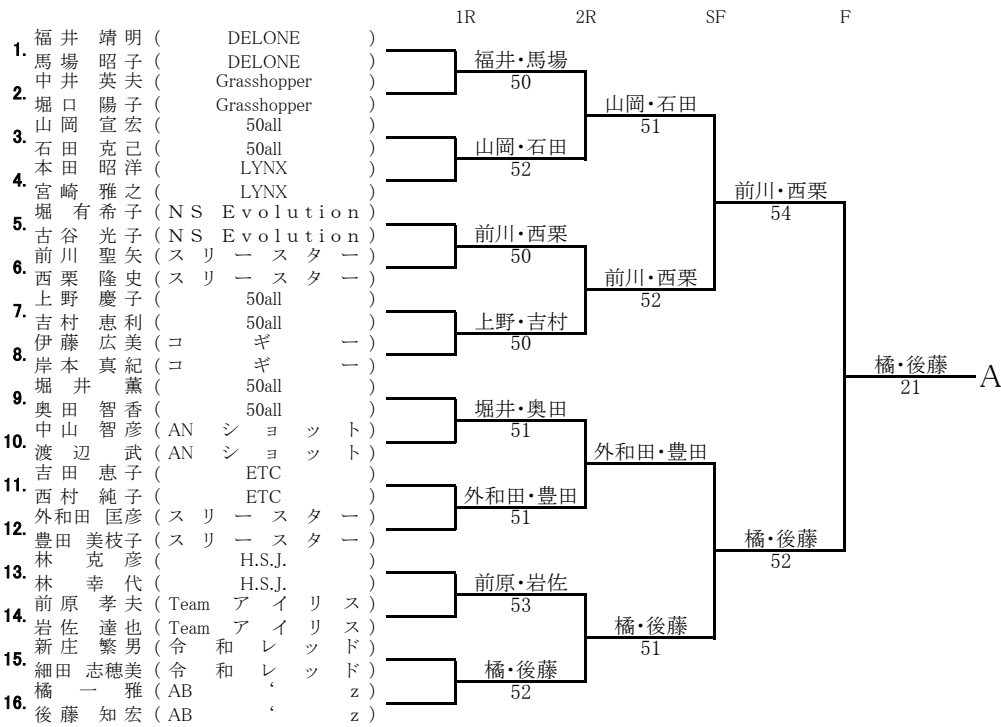 1R 2R SF F
1. 福井 靖明 ( DELONE )
馬場 昭子 ( DELONE )
福井・馬場
50
2. 中井 英夫 ( Grasshopper )
堀口 陽子 ( Grasshopper )
山岡・石田
51
3. 山岡 宣宏 ( 50all )
石田 克己 ( 50all )
山岡・石田
52
4. 本田 昭洋 ( LYNX )
宮崎 雅之 ( LYNX )
前川・西栗
54
5. 堀 有希子 ( NS Evolution )
古谷 光子 ( NS Evolution )
前川・西栗
50
6. 前川 聖矢 ( スリースター )
西栗 隆史 ( スリースター )
前川・西栗
52
7. 上野 慶子 ( 50all )
吉村 恵利 ( 50all )
上野・吉村
50
8. 伊藤 広美 ( コギー )
岸本 真紀 ( コギー )
橘・後藤
21
A
9. 堀井 薫 ( 50all )
奥田 智香 ( 50all )
堀井・奥田
51
10. 中山 智彦 ( AN ショット )
渡辺 武 ( AN ショット )
外和田・豊田
11. 吉田 恵子 ( ETC )
西村 純子 ( ETC )
外和田・豊田
51
12. 外和田 匡彦 ( スリースター )
豊田 美枝子 ( スリースター )
橘・後藤
52
13. 林 克彦 ( H.S.J. )
林 幸代 ( H.S.J. )
前原・岩佐
53
14. 前原 孝夫 ( Team アイリス )
岩佐 達也 ( Team アイリス )
橘・後藤
51
15. 新庄 繁男 ( 令和レッド )
細田 志穂美 ( 令和レッド )
橘・後藤
52
16. 橘 一雅 ( AB ‘ z )
後藤 知宏 ( AB ‘ z )